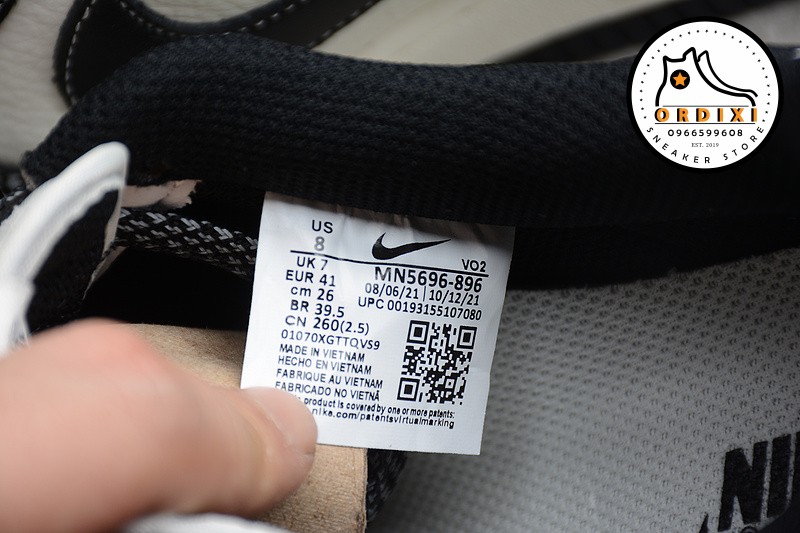 ORDIXI
0966599608
EST. 2019
SNEAKER STORE
US
8
VO2
UK 7
MN5696-896
EUR 41
08/06/21 | 10/12/21
cm 26
UPC 00193155107080
BR 39.5
CN 260(2.5)
01070XGTTQVS9
MADE IN VIETNAM
HECHO EN VIETNAM
FABRIQUE AU VIETNAM
FABRICADO NO VIETNÃ
product is covered by one or more patents:
nike.com/patentsvirtualmarking
NI